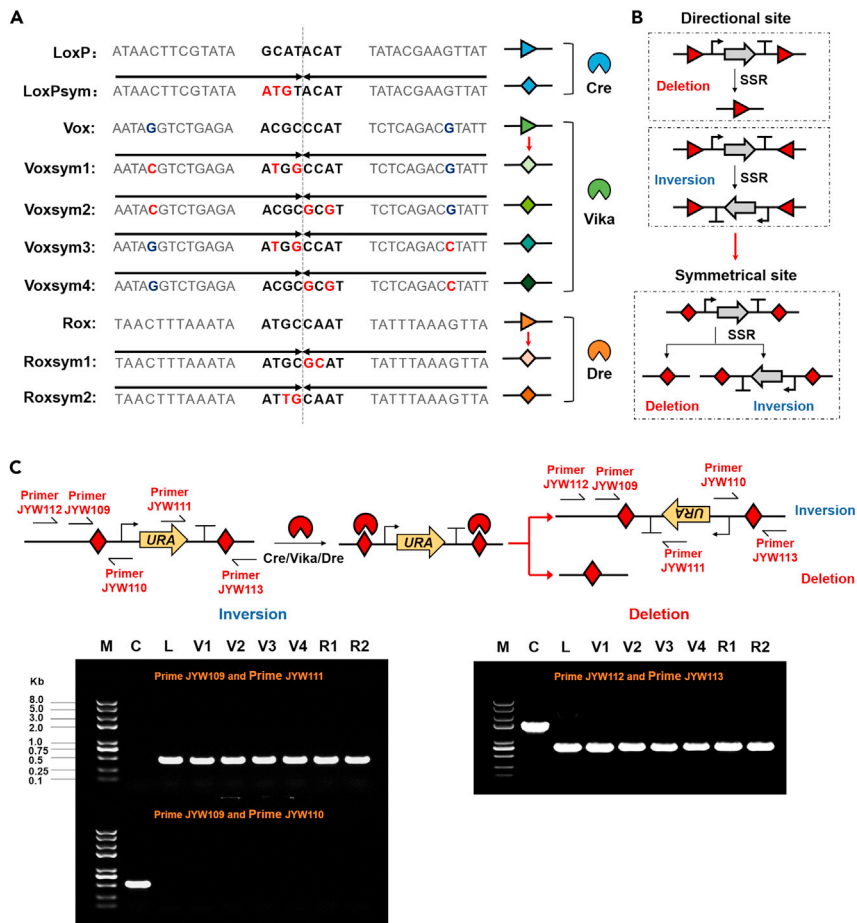 A
LoxP: ATAACTTCGTATA GCATACAT TATACGAAGTTAT
LoxPsym: ATAACTTCGTATA ATGTACAT TATACGAAGTTAT
Cre
Vox: AATAGGTCTGAGA ACGCCCAT TCTCAGACGTATT
Voxsym1: AATACGTCTGAGA ATGGCCAT TCTCAGACGTATT
Voxsym2: AATACGTCTGAGA ACGCGCGT TCTCAGACGTATT
Vika
Voxsym3: AATAGGTCTGAGA ATGGCCAT TCTCAGACCTATT
Voxsym4: AATAGGTCTGAGA ACGCGCGT TCTCAGACCTATT
Rox: TAACTTTAAATA ATGCCAAT TATTTAAAGTTA
Roxsym1: TAACTTTAAATA ATGCGCAT TATTTAAAGTTA
Dre
Roxsym2: TAACTTTAAATA ATTGCAAT TATTTAAAGTTA
B
Directional site
Deletion
SSR
Inversion
SSR
Symmetrical site
SSR
Deletion
Inversion
C
Primer
JYW112
Primer
JYW109
Primer
JYW111
URA
Primer
JYW110
Primer
JYW113
Cre/Vika/Dre
URA
Primer
JYW112
Primer
JYW109
Primer
JYW110
URA
Inversion
Primer
JYW111
Primer
JYW113
Deletion
Inversion
M C L V1 V2 V3 V4 R1 R2
Kb
8.0
5.0
3.0
2.0
1.0
0.75
0.5
0.25
0.1
Prime JYW109 and Prime JYW111
Prime JYW109 and Prime JYW110
Deletion
M C L V1 V2 V3 V4 R1 R2
Prime JYW112 and Prime JYW113